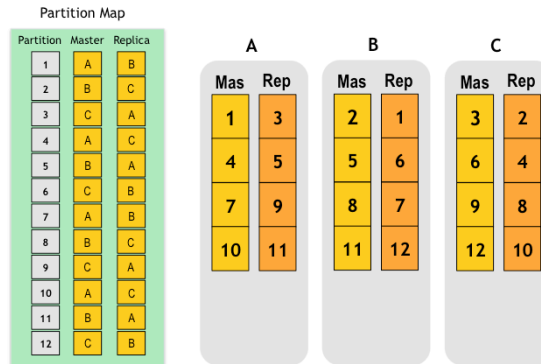 Partition Map
Partition Master Replica
1 A B
2 B C
3 C A
4 A C
5 B A
6 C B
7 A B
8 B C
9 C A
10 A C
11 B A
12 C B
A
Mas Rep
1 3
4 5
7 9
10 11
B
Mas Rep
2 1
5 6
8 7
11 12
C
Mas Rep
3 2
6 4
9 8
12 10